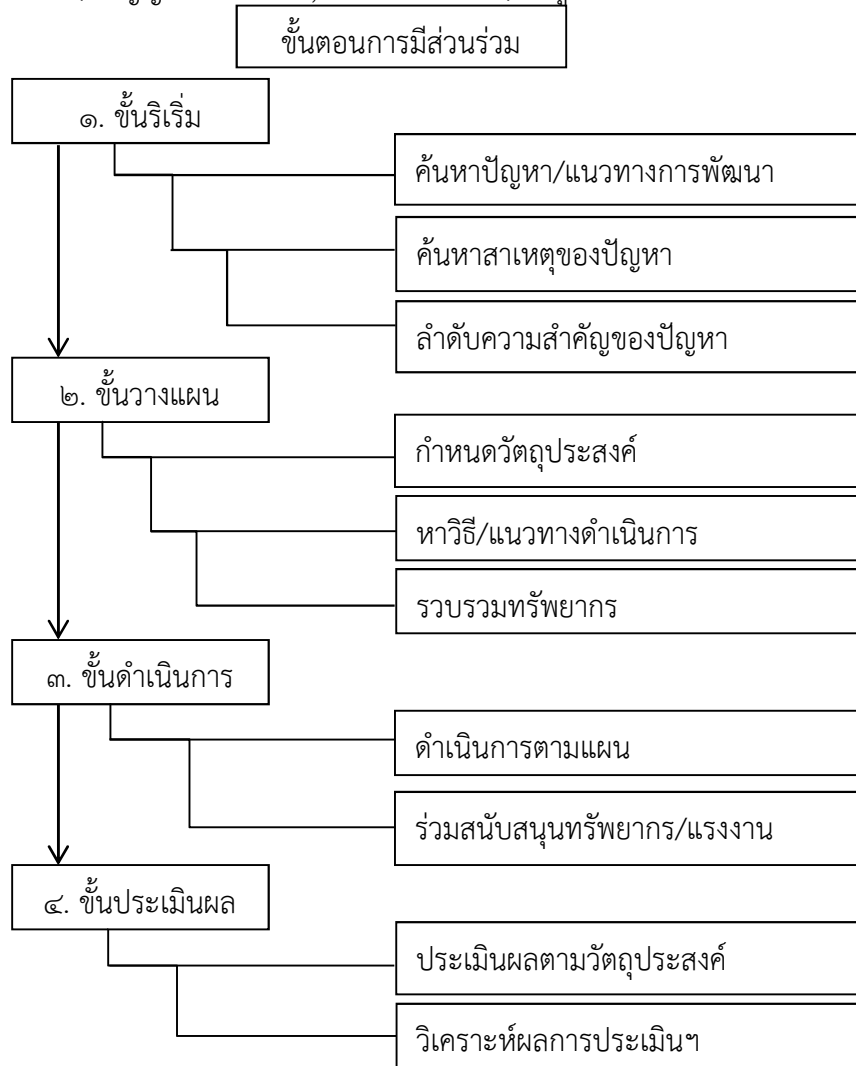 ขั้นตอนการมีส่วนร่วม
๑. ขั้นริเริ่ม
ค้นหาปัญหา/แนวทางการพัฒนา
ค้นหาสาเหตุของปัญหา
ลำดับความสำคัญของปัญหา
๒. ขั้นวางแผน
กำหนดวัตถุประสงค์
หาวิธี/แนวทางดำเนินการ
รวบรวมทรัพยากร
๓. ขั้นดำเนินการ
ดำเนินการตามแผน
ร่วมสนับสนุนทรัพยากร/แรงงาน
๔. ขั้นประเมินผล
ประเมินผลตามวัตถุประสงค์
วิเคราะห์ผลการประเมินฯ